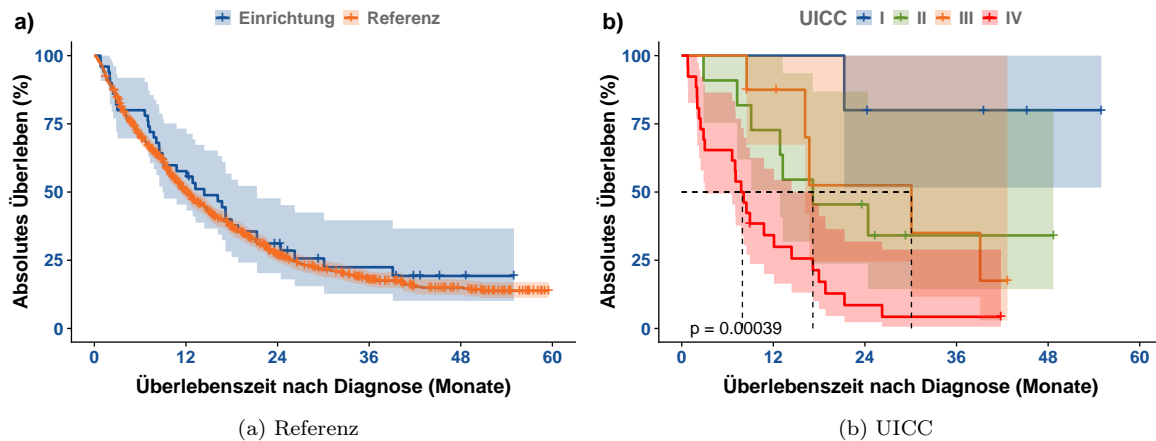 a)
Einrichtung Referenz
Absolutes Überleben (%)
100
75
50
25
0
0 12 24 36 48 60
Überlebenszeit nach Diagnose (Monate)
(a) Referenz
b)
UICC I II III IV
Absolutes Überleben (%)
100
75
50
25
0
p = 0.00039
0 12 24 36 48 60
Überlebenszeit nach Diagnose (Monate)
(b) UICC